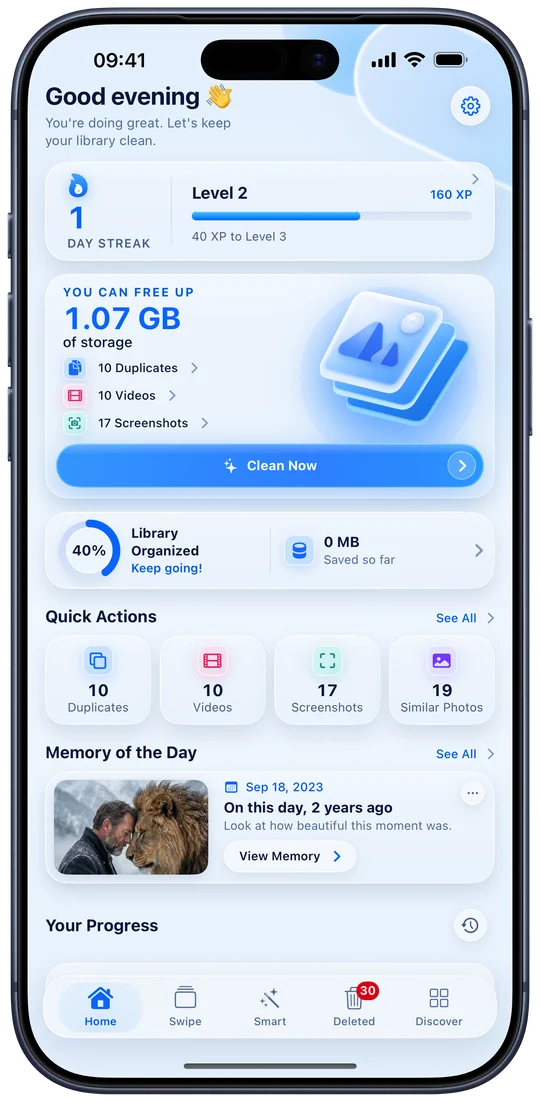 09:41
Good evening 👋
You're doing great. Let's keep
your library clean.
1
DAY STREAK
Level 2
160 XP
40 XP to Level 3
YOU CAN FREE UP
1.07 GB
of storage
10 Duplicates
10 Videos
17 Screenshots
Clean Now
40%
Library
Organized
Keep going!
0 MB
Saved so far
Quick Actions
See All
10
Duplicates
10
Videos
17
Screenshots
19
Similar Photos
Memory of the Day
See All
Sep 18, 2023
On this day, 2 years ago
Look at how beautiful this moment was.
View Memory
Your Progress
30
Home
Swipe
Smart
Deleted
Discover